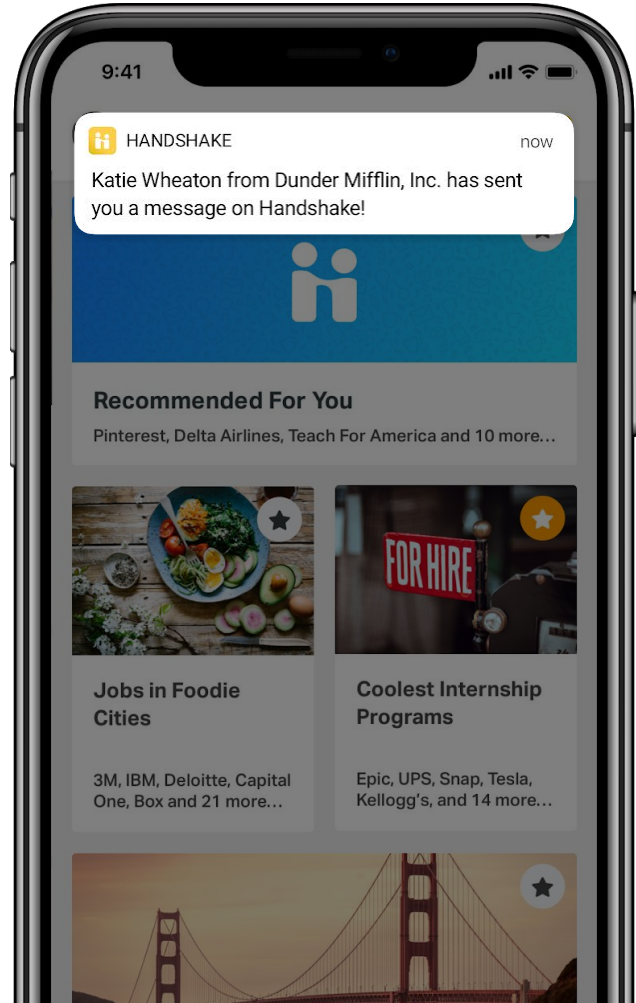 9:41
HANDSHAKE
now
Katie Wheaton from Dunder Mifflin, Inc. has sent
you a message on Handshake!
Recommended For You
Pinterest, Delta Airlines, Teach For America and 10 more...
FOR HIRE
Jobs in Foodie
Cities
3M, IBM, Deloitte, Capital
One, Box and 21 more...
Coolest Internship
Programs
Epic, UPS, Snap, Tesla,
Kellogg's, and 14 more...